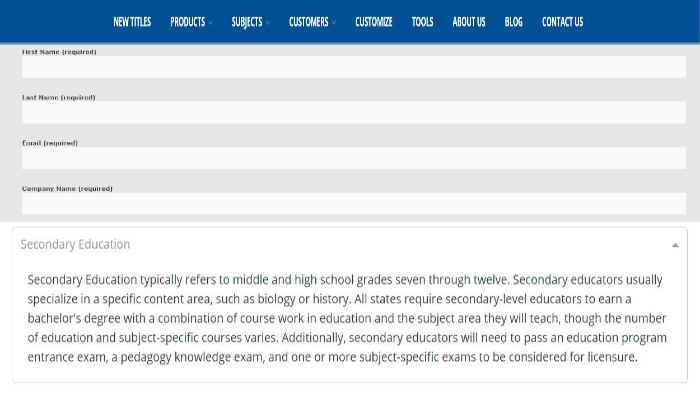 NEW TITLES PRODUCTS SUBJECTS CUSTOMERS CUSTOMIZE TOOLS ABOUT US BLOG CONTACT US
First Name (required)
Last Name (required)
Email (required)
Company Name (required)
Secondary Education
Secondary Education typically refers to middle and high school grades seven through twelve. Secondary educators usually
specialize in a specific content area, such as biology or history. All states require secondary-level educators to earn a
bachelor's degree with a combination of course work in education and the subject area they will teach, though the number
of education and subject-specific courses varies. Additionally, secondary educators will need to pass an education program
entrance exam, a pedagogy knowledge exam, and one or more subject-specific exams to be considered for licensure.